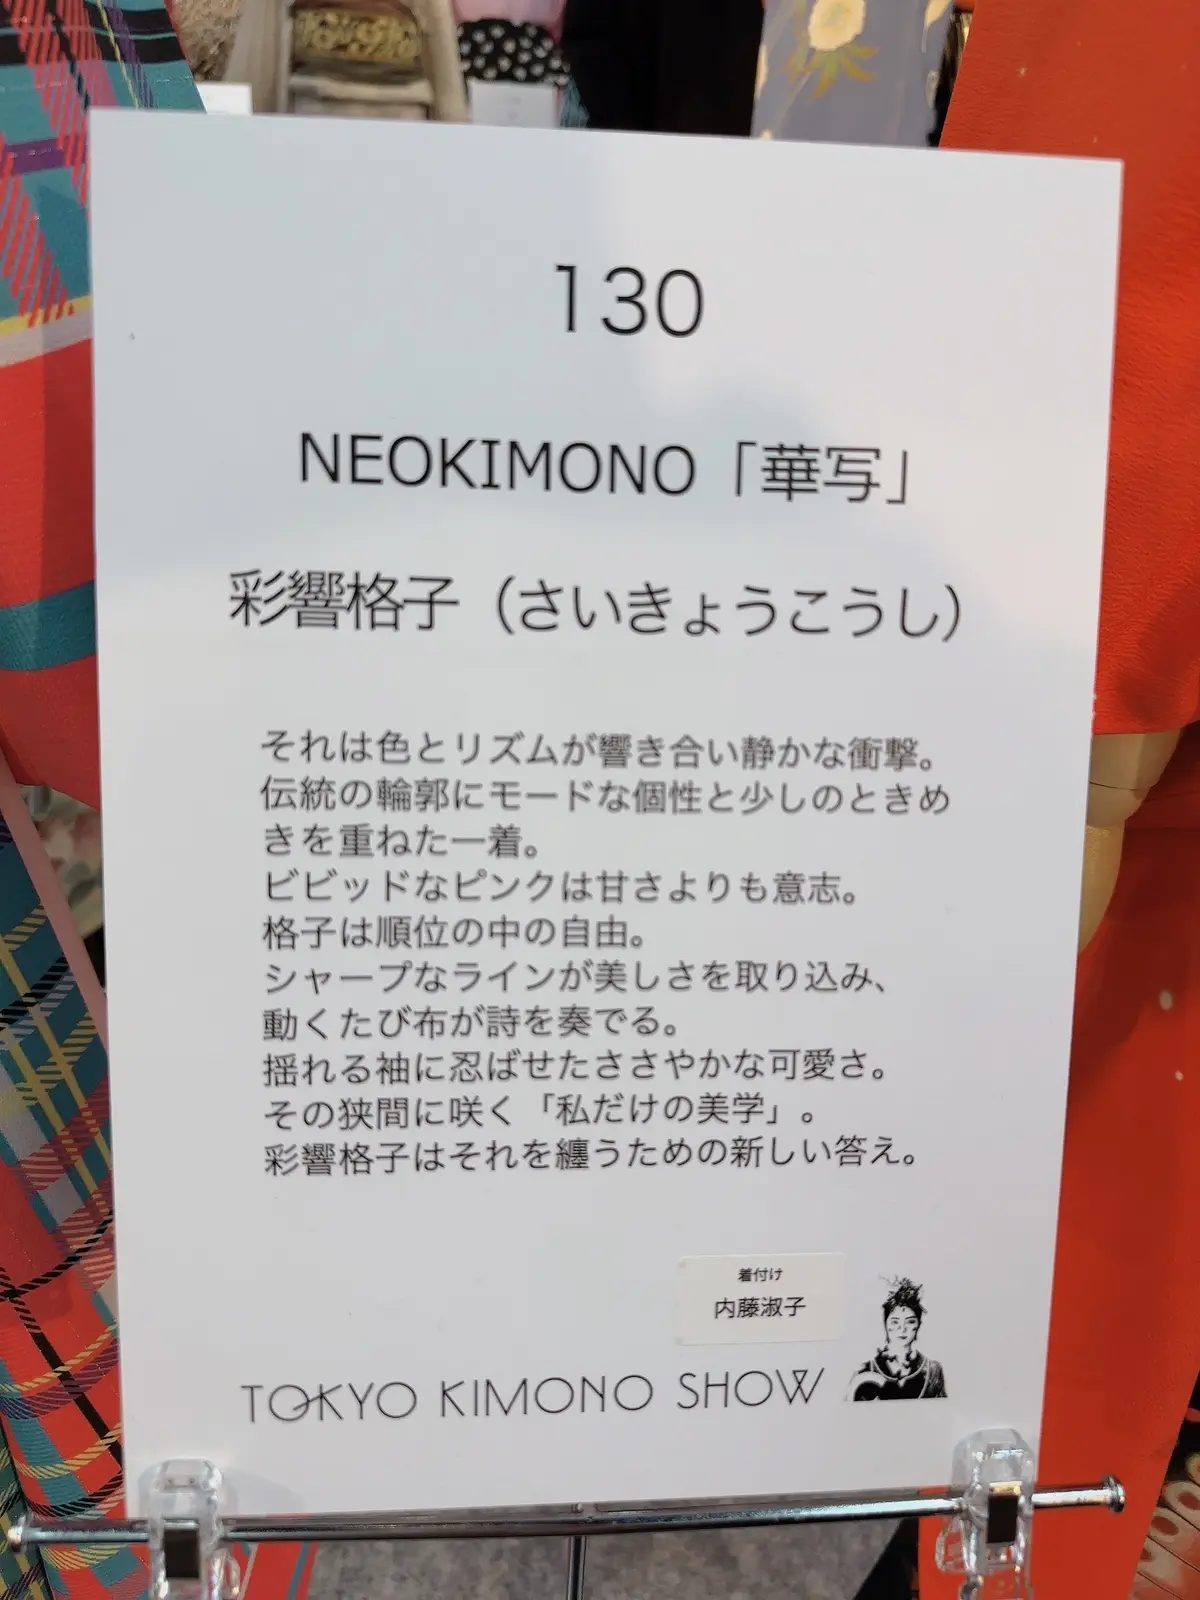 130
NEOKIMONO「華写」
彩響格子（さいきょうこうし）
それは色とリズムが響き合い静かな衝撃。
伝統の輪郭にモードな個性と少しのときめ
きを重ねた一着。
ビビッドなピンクは甘さよりも意志。
格子は順位の中の自由。
シャープなラインが美しさを取り込み、
動くたび布が詩を奏でる。
揺れる袖に忍ばせたささやかな可愛さ。
その狭間に咲く「私だけの美学」。
彩響格子はそれを纏うための新しい答え。
着付け
内藤淑子
TOKYO KIMONO SHOW